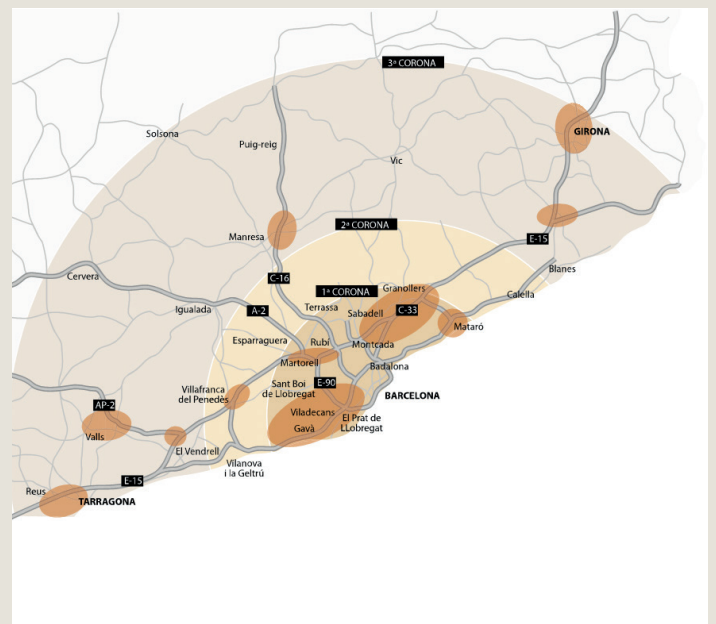 3ª CORONA
Solsona
GIRONA
Puig-reig
Vic
2ª CORONA
Manresa
E-15
Blanes
Cervera
C-16
1ª CORONA
Granollers
Calella
Igualada
A-2
Terrassa
Sabadell
C-33
Mataró
Esparraguera
Rubí
Montcada
Martorell
Badalona
Villafranca
del Penedès
Sant Boi
de Llobregat
E-90
BARCELONA
AP-2
Viladecans
El Prat de
LLobregat
Gavà
Valls
El Vendrell
Vilanova
i la Geltrú
E-15
Reus
TARRAGONA